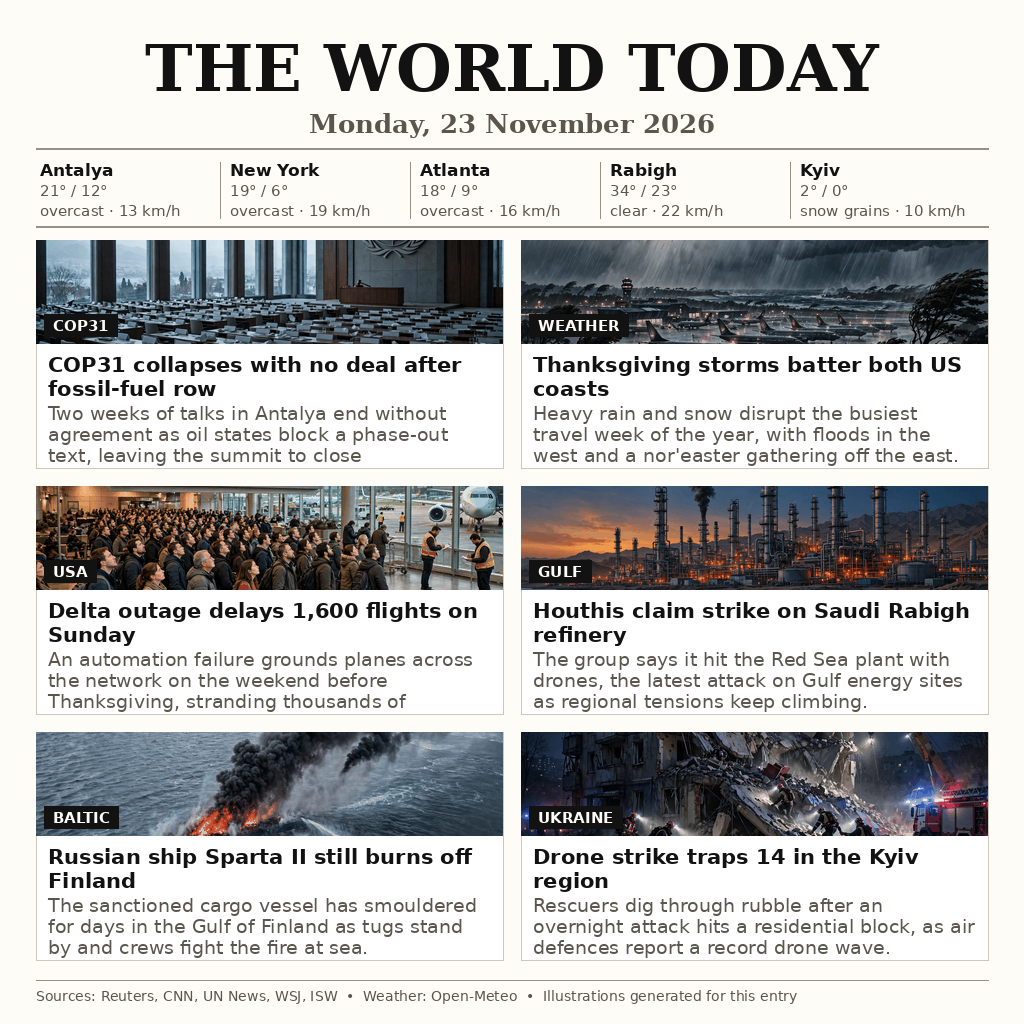 THE WORLD TODAY
Monday, 23 November 2026
Antalya
21° / 12°
overcast · 13 km/h
New York
19° / 6°
overcast · 19 km/h
Atlanta
18° / 9°
overcast · 16 km/h
Rabigh
34° / 23°
clear · 22 km/h
Kyiv
2° / 0°
snow grains · 10 km/h
COP31
COP31 collapses with no deal after
fossil-fuel row
Two weeks of talks in Antalya end without
agreement as oil states block a phase-out
text, leaving the summit to close
WEATHER
Thanksgiving storms batter both US
coasts
Heavy rain and snow disrupt the busiest
travel week of the year, with floods in the
west and a nor'easter gathering off the east.
USA
Delta outage delays 1,600 flights on
Sunday
An automation failure grounds planes across
the network on the weekend before
Thanksgiving, stranding thousands of
GULF
Houthis claim strike on Saudi Rabigh
refinery
The group says it hit the Red Sea plant with
drones, the latest attack on Gulf energy sites
as regional tensions keep climbing.
BALTIC
Russian ship Sparta II still burns off
Finland
The sanctioned cargo vessel has smouldered
for days in the Gulf of Finland as tugs stand
by and crews fight the fire at sea.
UKRAINE
Drone strike traps 14 in the Kyiv
region
Rescuers dig through rubble after an
overnight attack hits a residential block, as air
defences report a record drone wave.
Sources: Reuters, CNN, UN News, WSJ, ISW • Weather: Open-Meteo • Illustrations generated for this entry